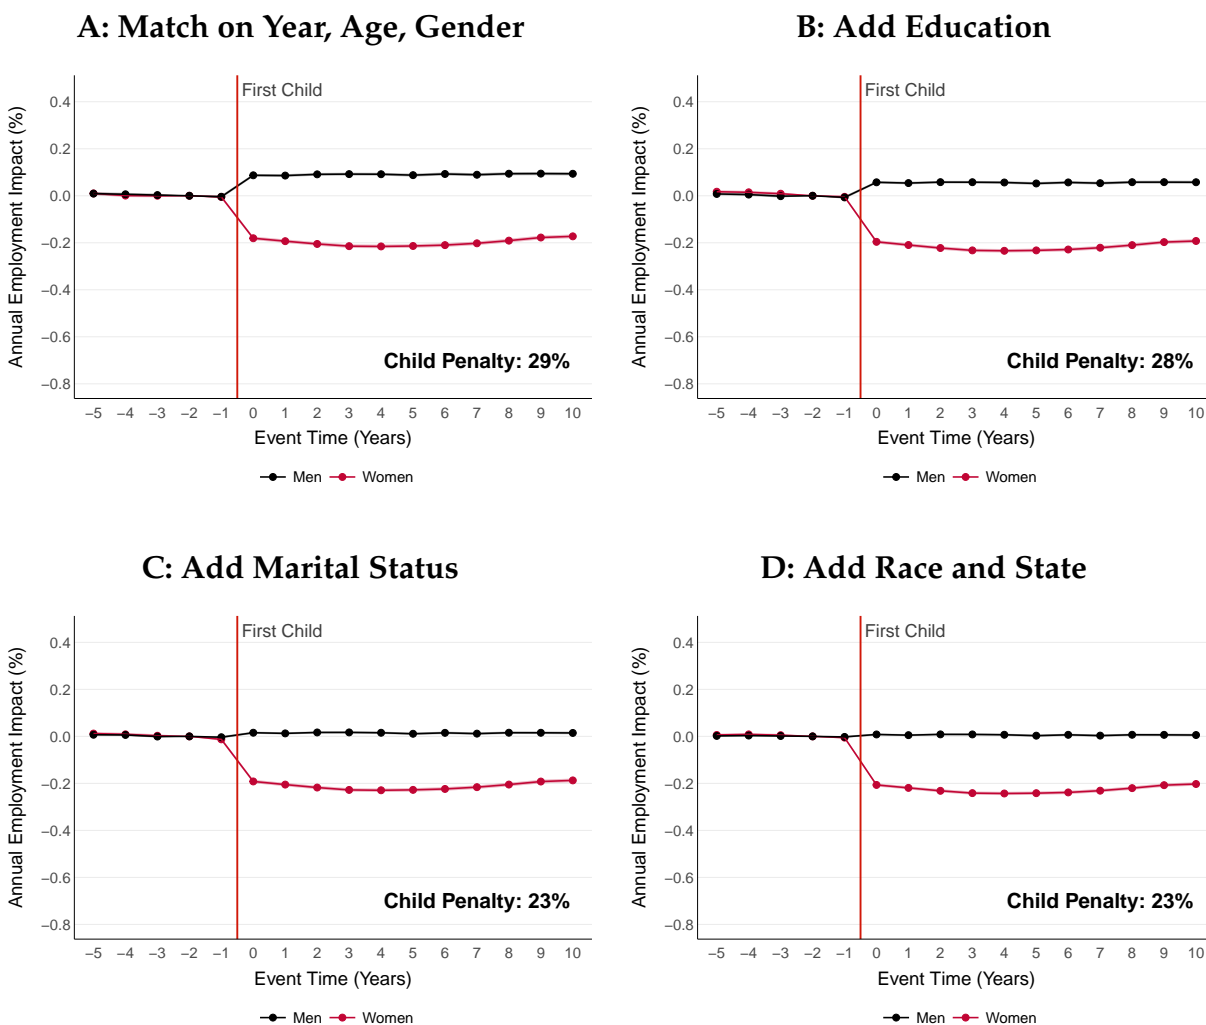 A: Match on Year, Age, Gender
First Child
0.4
0.2
0.0
−0.2
−0.4
−0.6
−0.8
Annual Employment Impact (%)
Child Penalty: 29%
−5 −4 −3 −2 −1 0 1 2 3 4 5 6 7 8 9 10
Event Time (Years)
Men Women
B: Add Education
First Child
0.4
0.2
0.0
−0.2
−0.4
−0.6
−0.8
Annual Employment Impact (%)
Child Penalty: 28%
−5 −4 −3 −2 −1 0 1 2 3 4 5 6 7 8 9 10
Event Time (Years)
Men Women
C: Add Marital Status
First Child
0.4
0.2
0.0
−0.2
−0.4
−0.6
−0.8
Annual Employment Impact (%)
Child Penalty: 23%
−5 −4 −3 −2 −1 0 1 2 3 4 5 6 7 8 9 10
Event Time (Years)
Men Women
D: Add Race and State
First Child
0.4
0.2
0.0
−0.2
−0.4
−0.6
−0.8
Annual Employment Impact (%)
Child Penalty: 23%
−5 −4 −3 −2 −1 0 1 2 3 4 5 6 7 8 9 10
Event Time (Years)
Men Women